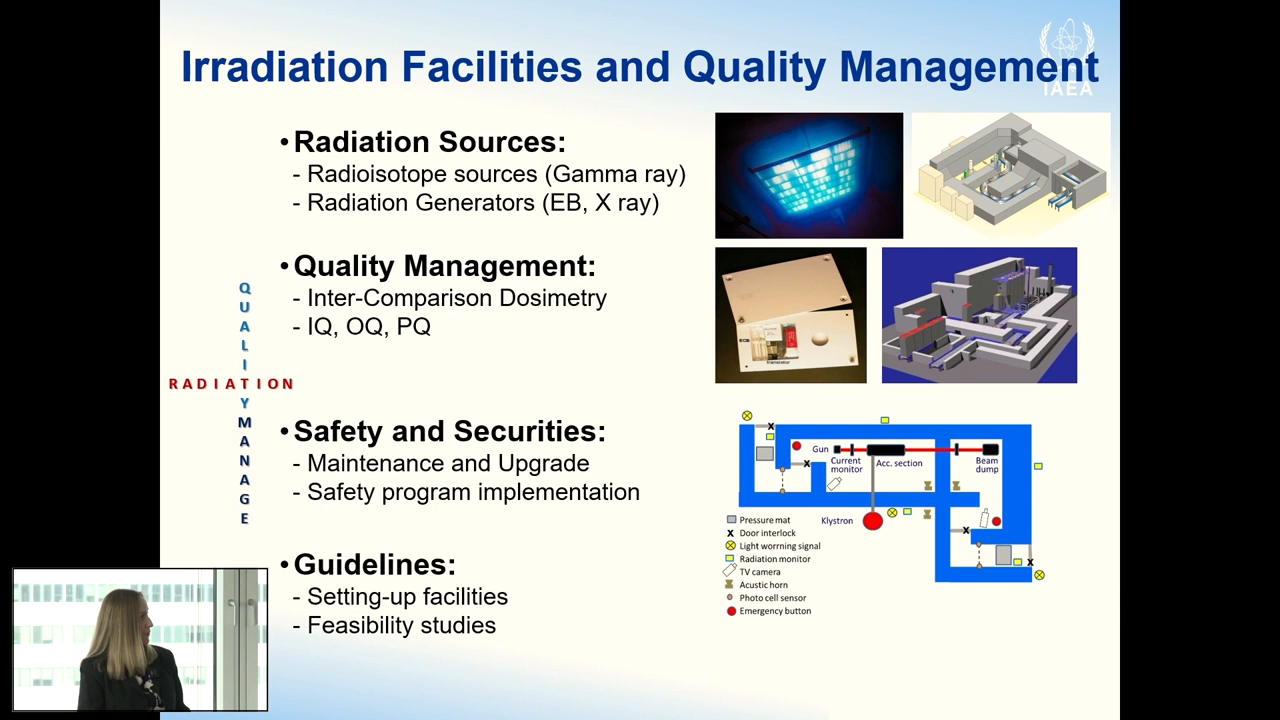 Irradiation Facilities and Quality Management
IAEA
• Radiation Sources:
- Radioisotope sources (Gamma ray)
- Radiation Generators (EB, X ray)
• Quality Management:
- Inter-Comparison Dosimetry
- IQ, OQ, PQ
QUALITY
RADIATION
MANAGE
• Safety and Securities:
- Maintenance and Upgrade
- Safety program implementation
• Guidelines:
- Setting-up facilities
- Feasibility studies
Gun
Current
monitor
Acc. section
Beam
dump
Klystron
Pressure mat
X Door interlock
Light worrning signal
Radiation monitor
TV camera
Acustic horn
Photo cell sensor
Emergency button